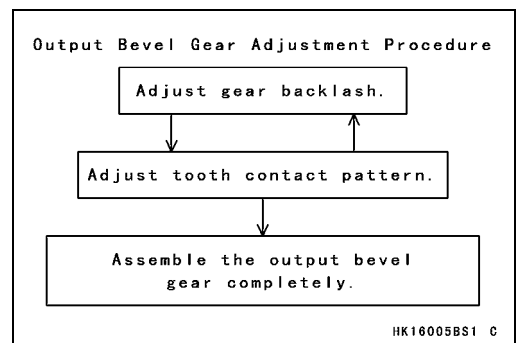 Output Bevel Gear Adjustment Procedure
Adjust gear backlash.
Adjust tooth contact pattern.
Assemble the output bevel
gear completely.
HK16005BS1 C